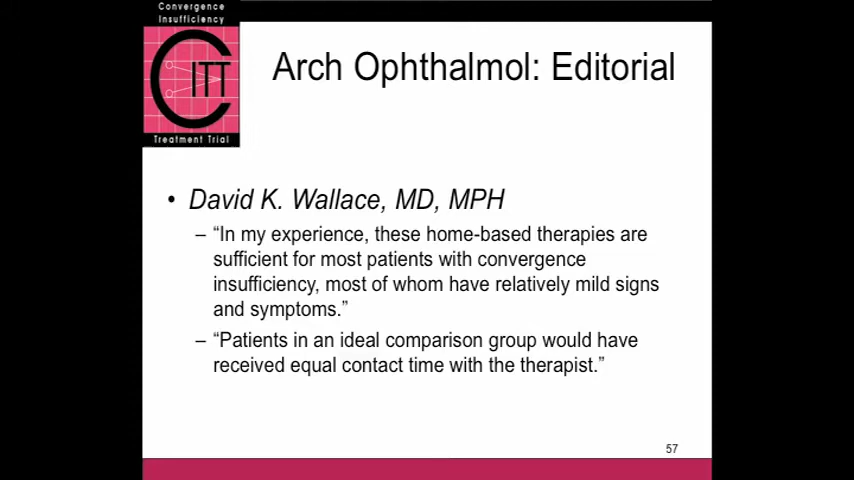 Convergence
Insufficiency
CITT
Treatment Trial
Arch Ophthalmol: Editorial
• David K. Wallace, MD, MPH
– “In my experience, these home-based therapies are
sufficient for most patients with convergence
insufficiency, most of whom have relatively mild signs
and symptoms.”
– “Patients in an ideal comparison group would have
received equal contact time with the therapist.”
57